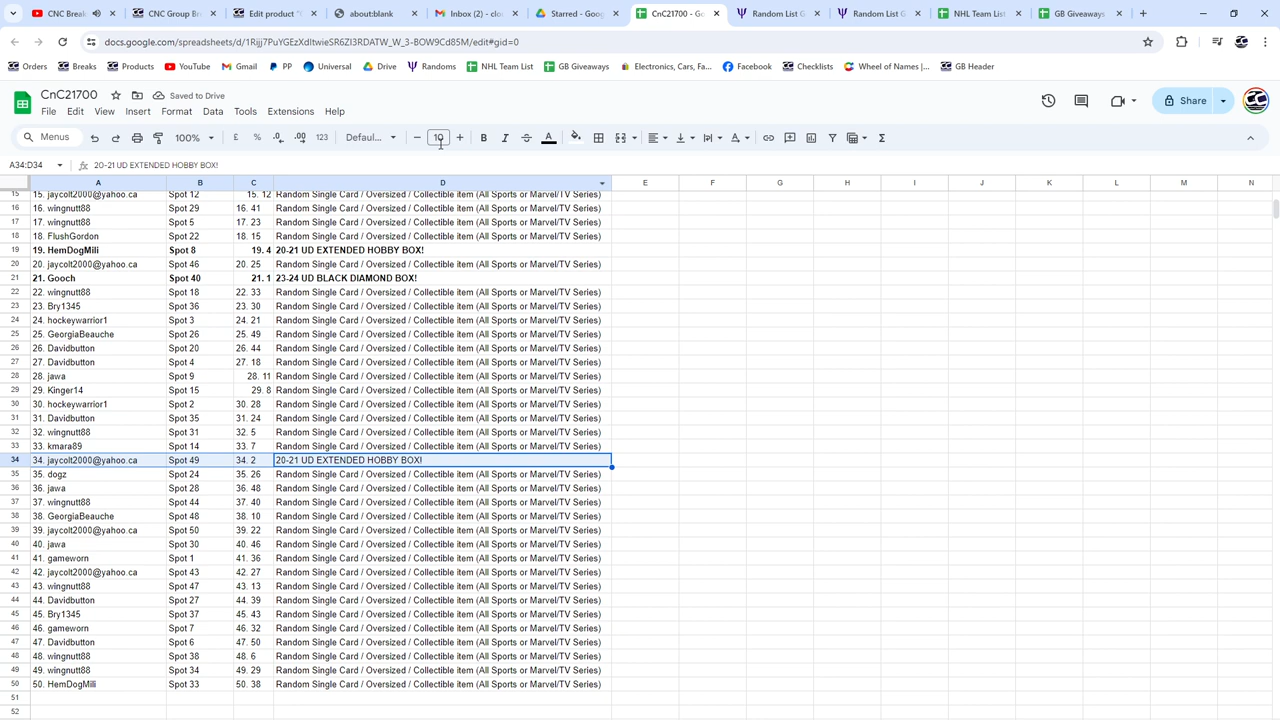 CNC Break
CNC Group Br
Edit product "
about:blank
Inbox (2) - clo
Starred - Goog
CnC21700 - G
Random List G
Random List G
NHL Team List
GB Giveaways
docs.google.com/spreadsheets/d/1Rijj7PuYGEzXdItwieSR6ZI3RDATW_W_3-BOW9Cd85M/edit#gid=0
Orders Breaks Products YouTube Gmail PP Universal Drive Randoms NHL Team List GB Giveaways Electronics, Cars, Fa... Facebook Checklists Wheel of Names |... GB Header
CnC21700 Saved to Drive
File Edit View Insert Format Data Tools Extensions Help
Share
Menus 100% £ % .0 .00 123 Defaul... 10 B I A Σ
A34:D34 fx 20-21 UD EXTENDED HOBBY BOX!
A B C D E F G H I J K L M N
15 15. jaycolt2000@yahoo.ca Spot 12 15. 12 Random Single Card / Oversized / Collectible item (All Sports or Marvel/TV Series)
16 16. wingnutt88 Spot 29 16. 41 Random Single Card / Oversized / Collectible item (All Sports or Marvel/TV Series)
17 17. wingnutt88 Spot 5 17. 23 Random Single Card / Oversized / Collectible item (All Sports or Marvel/TV Series)
18 18. FlushGordon Spot 22 18. 15 Random Single Card / Oversized / Collectible item (All Sports or Marvel/TV Series)
19 19. HemDogMili Spot 8 19. 4 20-21 UD EXTENDED HOBBY BOX!
20 20. jaycolt2000@yahoo.ca Spot 46 20. 25 Random Single Card / Oversized / Collectible item (All Sports or Marvel/TV Series)
21 21. Gooch Spot 40 21. 1 23-24 UD BLACK DIAMOND BOX!
22 22. wingnutt88 Spot 18 22. 33 Random Single Card / Oversized / Collectible item (All Sports or Marvel/TV Series)
23 23. Bry1345 Spot 36 23. 30 Random Single Card / Oversized / Collectible item (All Sports or Marvel/TV Series)
24 24. hockeywarrior1 Spot 3 24. 21 Random Single Card / Oversized / Collectible item (All Sports or Marvel/TV Series)
25 25. GeorgiaBeauche Spot 26 25. 49 Random Single Card / Oversized / Collectible item (All Sports or Marvel/TV Series)
26 26. Davidbutton Spot 20 26. 44 Random Single Card / Oversized / Collectible item (All Sports or Marvel/TV Series)
27 27. Davidbutton Spot 4 27. 18 Random Single Card / Oversized / Collectible item (All Sports or Marvel/TV Series)
28 28. jawa Spot 9 28. 11 Random Single Card / Oversized / Collectible item (All Sports or Marvel/TV Series)
29 29. Kinger14 Spot 15 29. 8 Random Single Card / Oversized / Collectible item (All Sports or Marvel/TV Series)
30 30. hockeywarrior1 Spot 2 30. 28 Random Single Card / Oversized / Collectible item (All Sports or Marvel/TV Series)
31 31. Davidbutton Spot 35 31. 24 Random Single Card / Oversized / Collectible item (All Sports or Marvel/TV Series)
32 32. wingnutt88 Spot 31 32. 5 Random Single Card / Oversized / Collectible item (All Sports or Marvel/TV Series)
33 33. kmara89 Spot 14 33. 7 Random Single Card / Oversized / Collectible item (All Sports or Marvel/TV Series)
34 34. jaycolt2000@yahoo.ca Spot 49 34. 2 20-21 UD EXTENDED HOBBY BOX!
35 35. dogz Spot 24 35. 26 Random Single Card / Oversized / Collectible item (All Sports or Marvel/TV Series)
36 36. jawa Spot 28 36. 48 Random Single Card / Oversized / Collectible item (All Sports or Marvel/TV Series)
37 37. wingnutt88 Spot 44 37. 40 Random Single Card / Oversized / Collectible item (All Sports or Marvel/TV Series)
38 38. GeorgiaBeauche Spot 48 38. 10 Random Single Card / Oversized / Collectible item (All Sports or Marvel/TV Series)
39 39. jaycolt2000@yahoo.ca Spot 50 39. 22 Random Single Card / Oversized / Collectible item (All Sports or Marvel/TV Series)
40 40. jawa Spot 30 40. 46 Random Single Card / Oversized / Collectible item (All Sports or Marvel/TV Series)
41 41. gameworn Spot 1 41. 36 Random Single Card / Oversized / Collectible item (All Sports or Marvel/TV Series)
42 42. jaycolt2000@yahoo.ca Spot 43 42. 27 Random Single Card / Oversized / Collectible item (All Sports or Marvel/TV Series)
43 43. wingnutt88 Spot 47 43. 13 Random Single Card / Oversized / Collectible item (All Sports or Marvel/TV Series)
44 44. Davidbutton Spot 27 44. 39 Random Single Card / Oversized / Collectible item (All Sports or Marvel/TV Series)
45 45. Bry1345 Spot 37 45. 43 Random Single Card / Oversized / Collectible item (All Sports or Marvel/TV Series)
46 46. gameworn Spot 7 46. 32 Random Single Card / Oversized / Collectible item (All Sports or Marvel/TV Series)
47 47. Davidbutton Spot 6 47. 50 Random Single Card / Oversized / Collectible item (All Sports or Marvel/TV Series)
48 48. wingnutt88 Spot 38 48. 6 Random Single Card / Oversized / Collectible item (All Sports or Marvel/TV Series)
49 49. wingnutt88 Spot 34 49. 29 Random Single Card / Oversized / Collectible item (All Sports or Marvel/TV Series)
50 50. HemDogMili Spot 33 50. 38 Random Single Card / Oversized / Collectible item (All Sports or Marvel/TV Series)
51
52